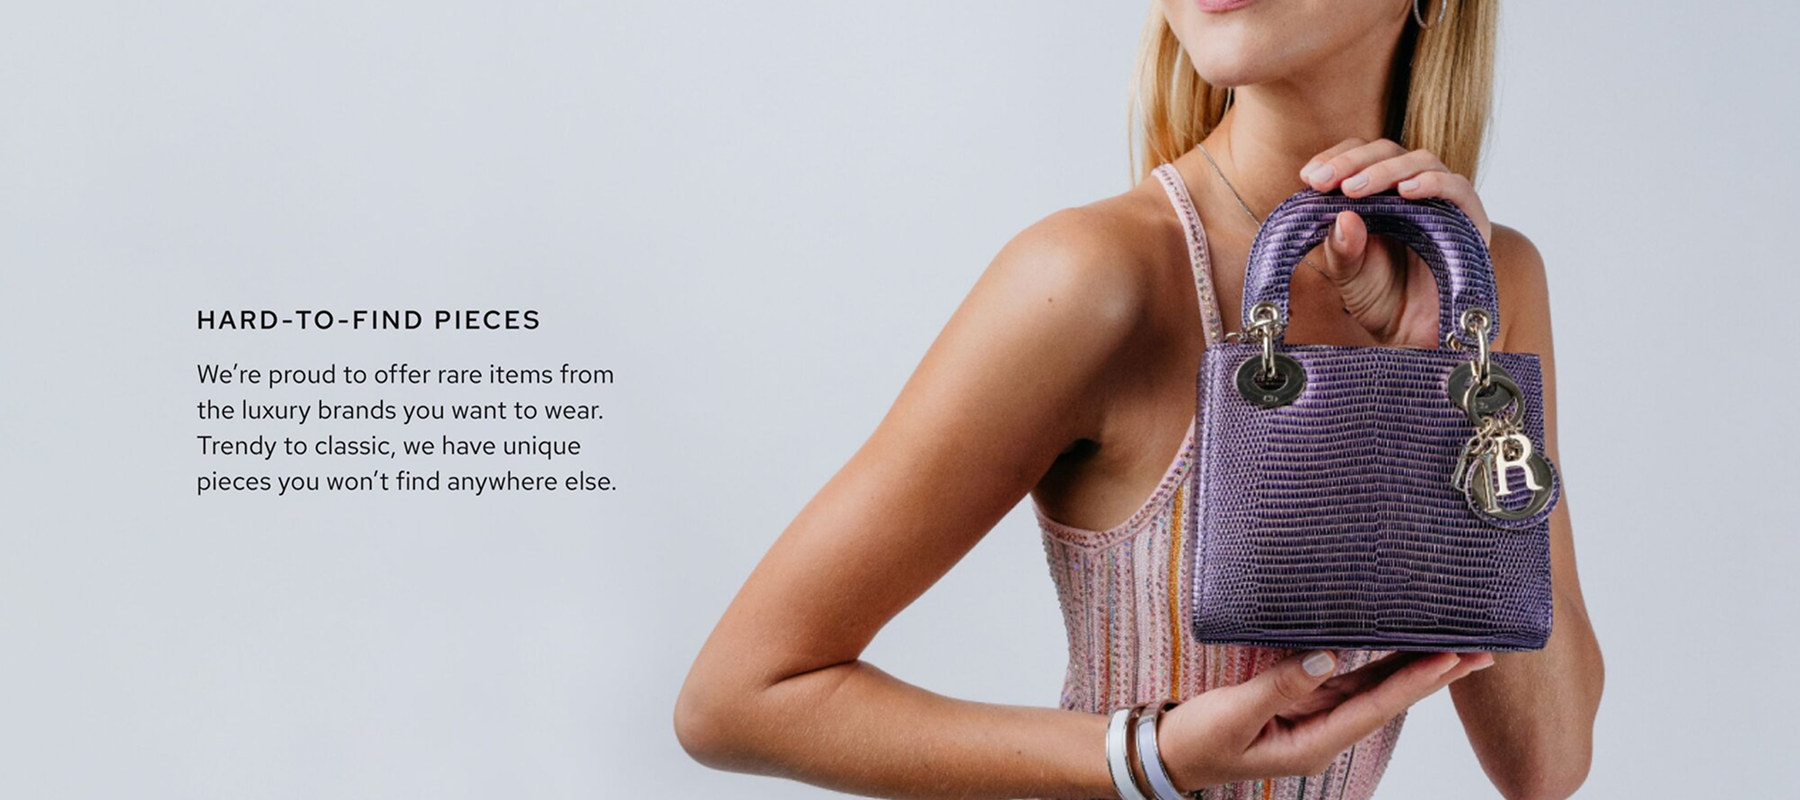 HARD-TO-FIND PIECES
We’re proud to offer rare items from
the luxury brands you want to wear.
Trendy to classic, we have unique
pieces you won’t find anywhere else.
R